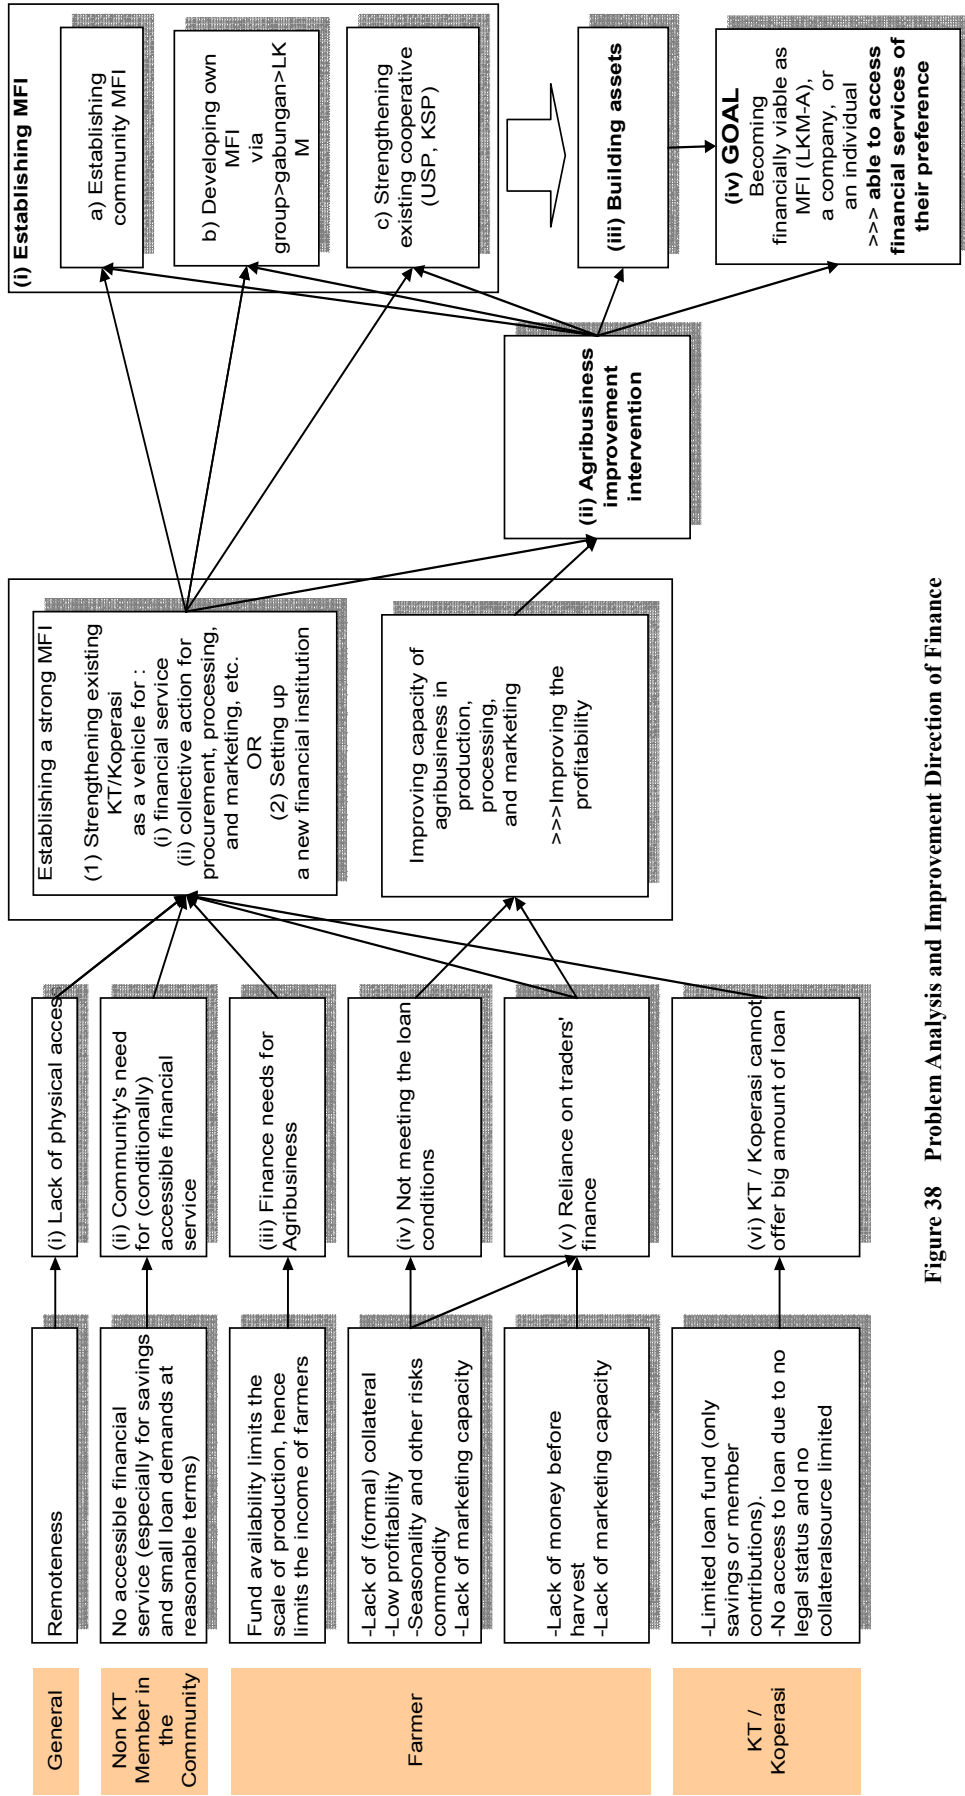 General
Non KT
Member in
the
Community
Farmer
KT /
Koperasi
Remoteness
No accessible financial
service (especially for savings
and small loan demands at
reasonable terms)
Fund availability limits the
scale of production, hence
limits the income of farmers
-Lack of (formal) collateral
-Low profitability
-Seasonality and other risks
commodity
-Lack of marketing capacity
-Lack of money before
harvest
-Lack of marketing capacity
-Limited loan fund (only
savings or member
contributions).
-No access to loan due to no
legal status and no
collateralsource limited
(i) Lack of physical access
(ii) Community's need
for (conditionally)
accessible financial
service
(iii) Finance needs for
Agribusiness
(iv) Not meeting the loan
conditions
(v) Reliance on traders'
finance
(vi) KT / Koperasi cannot
offer big amount of loan
Establishing a strong MFI
(1) Strengthening existing
KT/Koperasi
as a vehicle for :
(i) financial service
(ii) collective action for
procurement, processing,
and marketing, etc.
OR
(2) Setting up
a new financial institution
Improving capacity of
agribusiness in
production,
processing,
and marketing
>>>Improving the
profitability
(ii) Agribusiness
improvement
intervention
(i) Establishing MFI
a) Establishing
community MFI
b) Developing own
MFI
via
group>gabungan>LK
M
c) Strengthening
existing cooperative
(USP, KSP)
(iii) Building assets
(iv) GOAL
Becoming
financially viable as
MFI (LKM-A),
a company, or
an individual
>>> able to access
financial services of
their preference
Figure 38 Problem Analysis and Improvement Direction of Finance